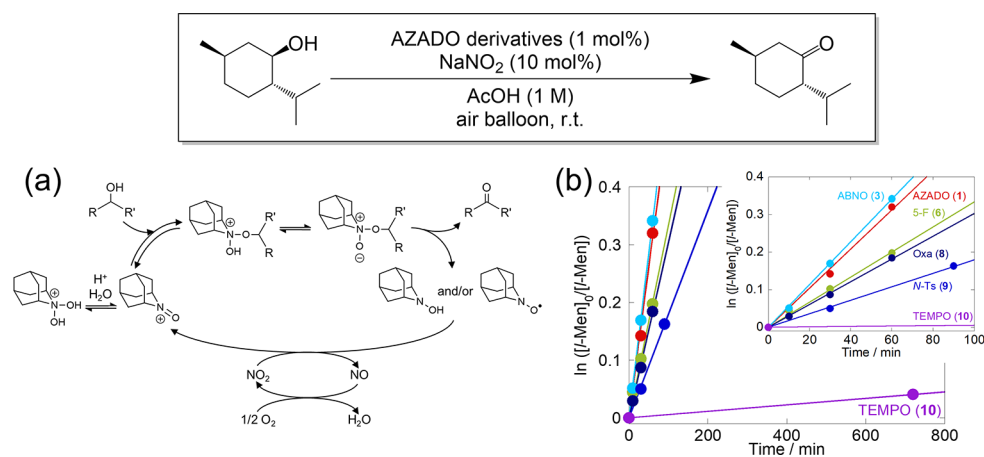 OH
AZADO derivatives (1 mol%)
NaNO2 (10 mol%)
AcOH (1 M)
air balloon, r.t.
O
(a)
OH
R R'
⊕
N O R'
OH R
⊕
N O R'
O R
⊖
O
R R'
⊕
N OH
OH
H+
H2O
N O
⊕
N
OH
and/or
N O•
NO2 NO
1/2 O2 H2O
(b)
ln ([l-Men]0/[l-Men])
0.4
0.3
0.2
0.1
0
0 200 400 600 800
Time / min
TEMPO (10)
ln ([l-Men]0/[l-Men])
0.4
0.3
0.2
0.1
0
0 20 40 60 80 100
Time / min
ABNO (3)
AZADO (1)
5-F (6)
Oxa (8)
N-Ts (9)
TEMPO (10)